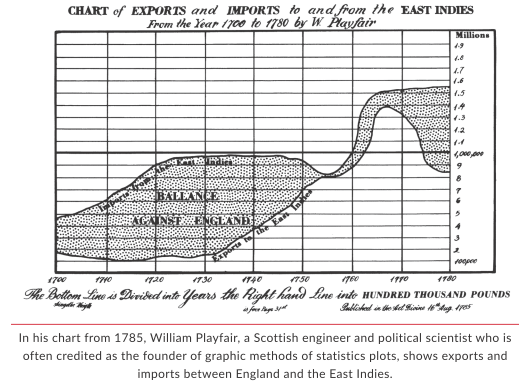 CHART of EXPORTS and IMPORTS to and from the EAST INDIES
From the Year 1700 to 1780 by W. Playfair
Millions
1.9
1.8
1.7
1.6
1.5
1.4
1.3
1.2
1.1
1,000,000
9
8
7
6
5
4
3
2
100,000
Imports from the East Indies
BALLANCE
AGAINST ENGLAND
Exports to the East Indies
1700 1710 1720 1730 1740 1750 1760 1770 1780
The Bottom Line is Divided into Years the Right hand Line into HUNDRED THOUSAND POUNDS
Published as the Act Directs 16th Aug. 1785
In his chart from 1785, William Playfair, a Scottish engineer and political scientist who is
often credited as the founder of graphic methods of statistics plots, shows exports and
imports between England and the East Indies.